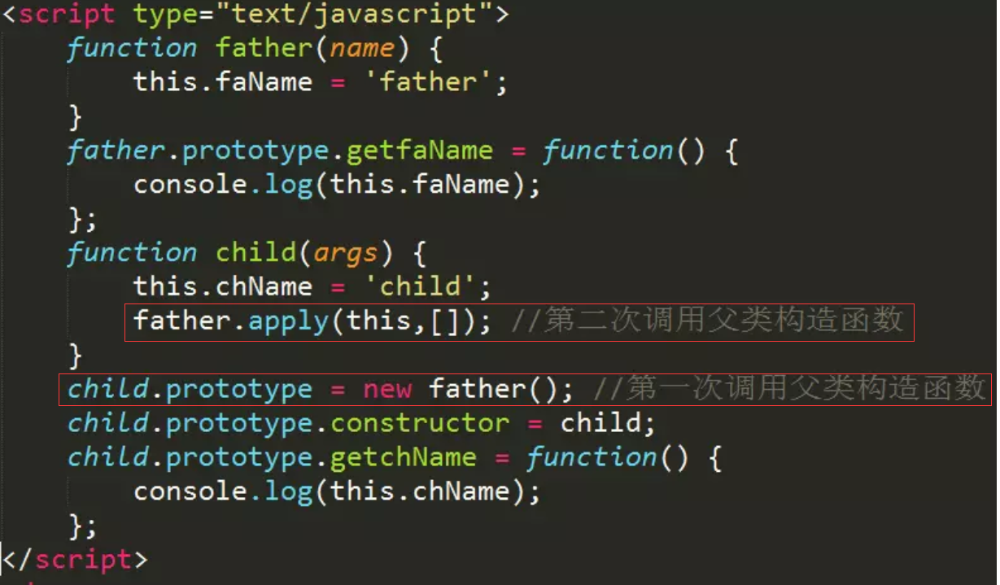 <script type="text/javascript">
function father(name) {
this.faName = 'father';
}
father.prototype.getfaName = function() {
console.log(this.faName);
};
function child(args) {
this.chName = 'child';
father.apply(this,[]); //第二次调用父类构造函数
}
child.prototype = new father(); //第一次调用父类构造函数
child.prototype.constructor = child;
child.prototype.getchName = function() {
console.log(this.chName);
};
</script>